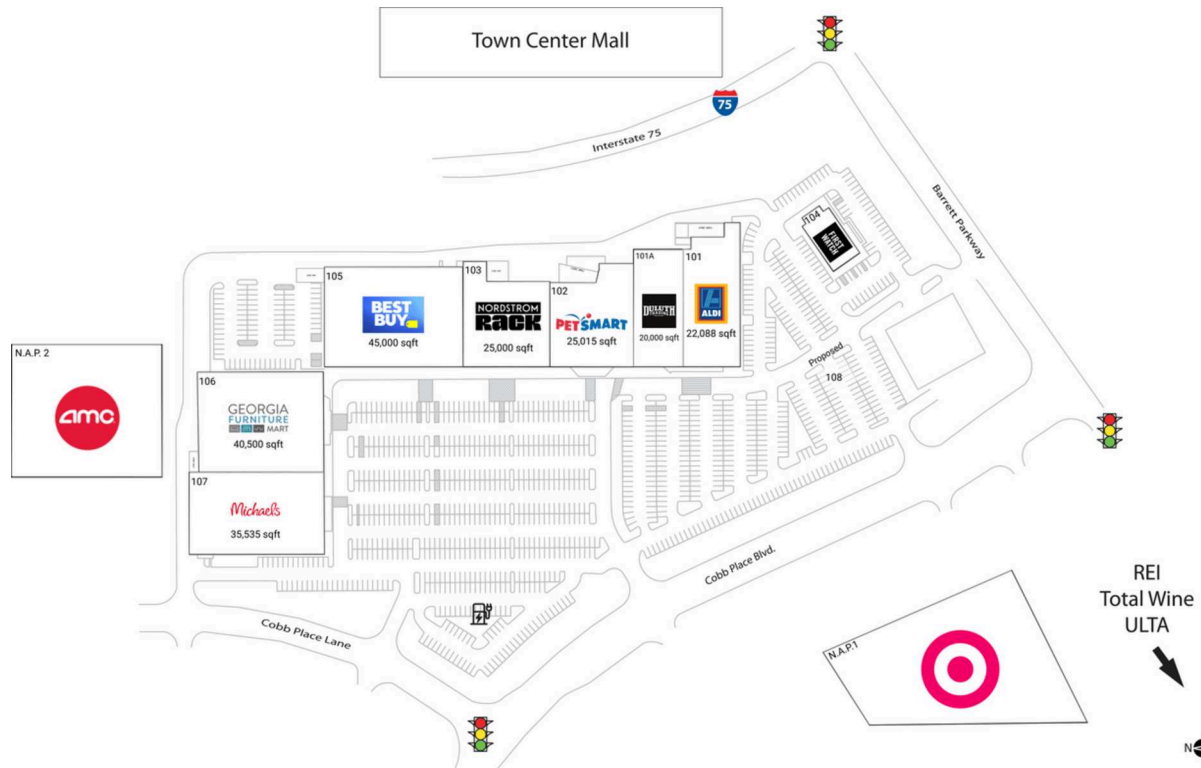 Town Center Mall
75
Interstate 75
Barrett Parkway
104
FIRST
WATCH
101A
101
103
105
102
BEST
BUY
NORDSTROM
Rack
PETSMART
DULUTH
ALDI
45,000 sqft
25,000 sqft
25,015 sqft
20,000 sqft
22,088 sqft
Proposed
108
N.A.P. 2
amc
106
GEORGIA
FURNITURE
MART
40,500 sqft
107
Michaels
35,535 sqft
Cobb Place Blvd.
Cobb Place Lane
N.A.P.1
REI
Total Wine
ULTA
N